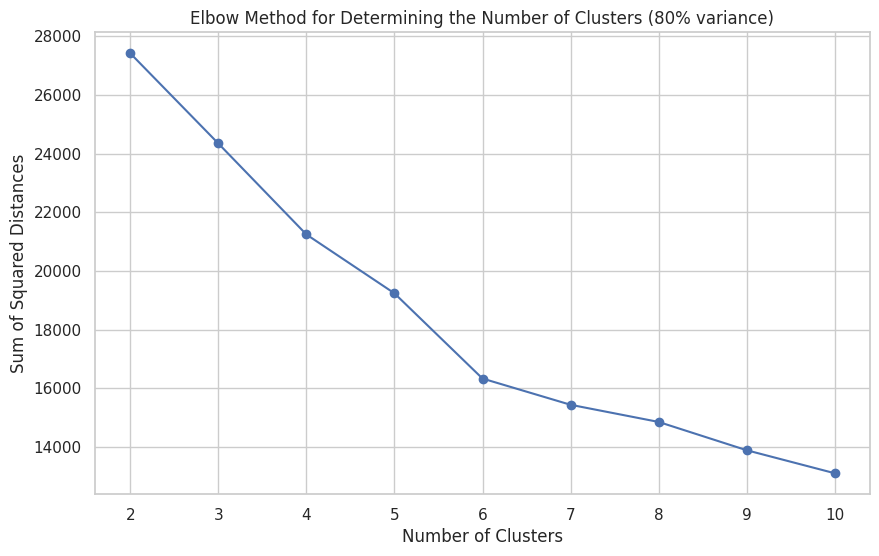 Elbow Method for Determining the Number of Clusters (80% variance)
28000
26000
24000
22000
20000
18000
16000
14000
Sum of Squared Distances
2 3 4 5 6 7 8 9 10
Number of Clusters